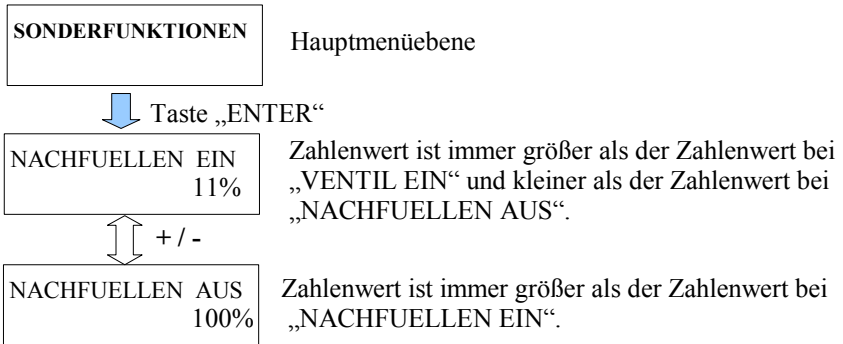 SONDERFUNKTIONEN
Hauptmenüebene
Taste „ENTER“
NACHFUELLEN EIN
11%
Zahlenwert ist immer größer als der Zahlenwert bei
„VENTIL EIN“ und kleiner als der Zahlenwert bei
„NACHFUELLEN AUS“.
+ / -
NACHFUELLEN AUS
100%
Zahlenwert ist immer größer als der Zahlenwert bei
„NACHFUELLEN EIN“.